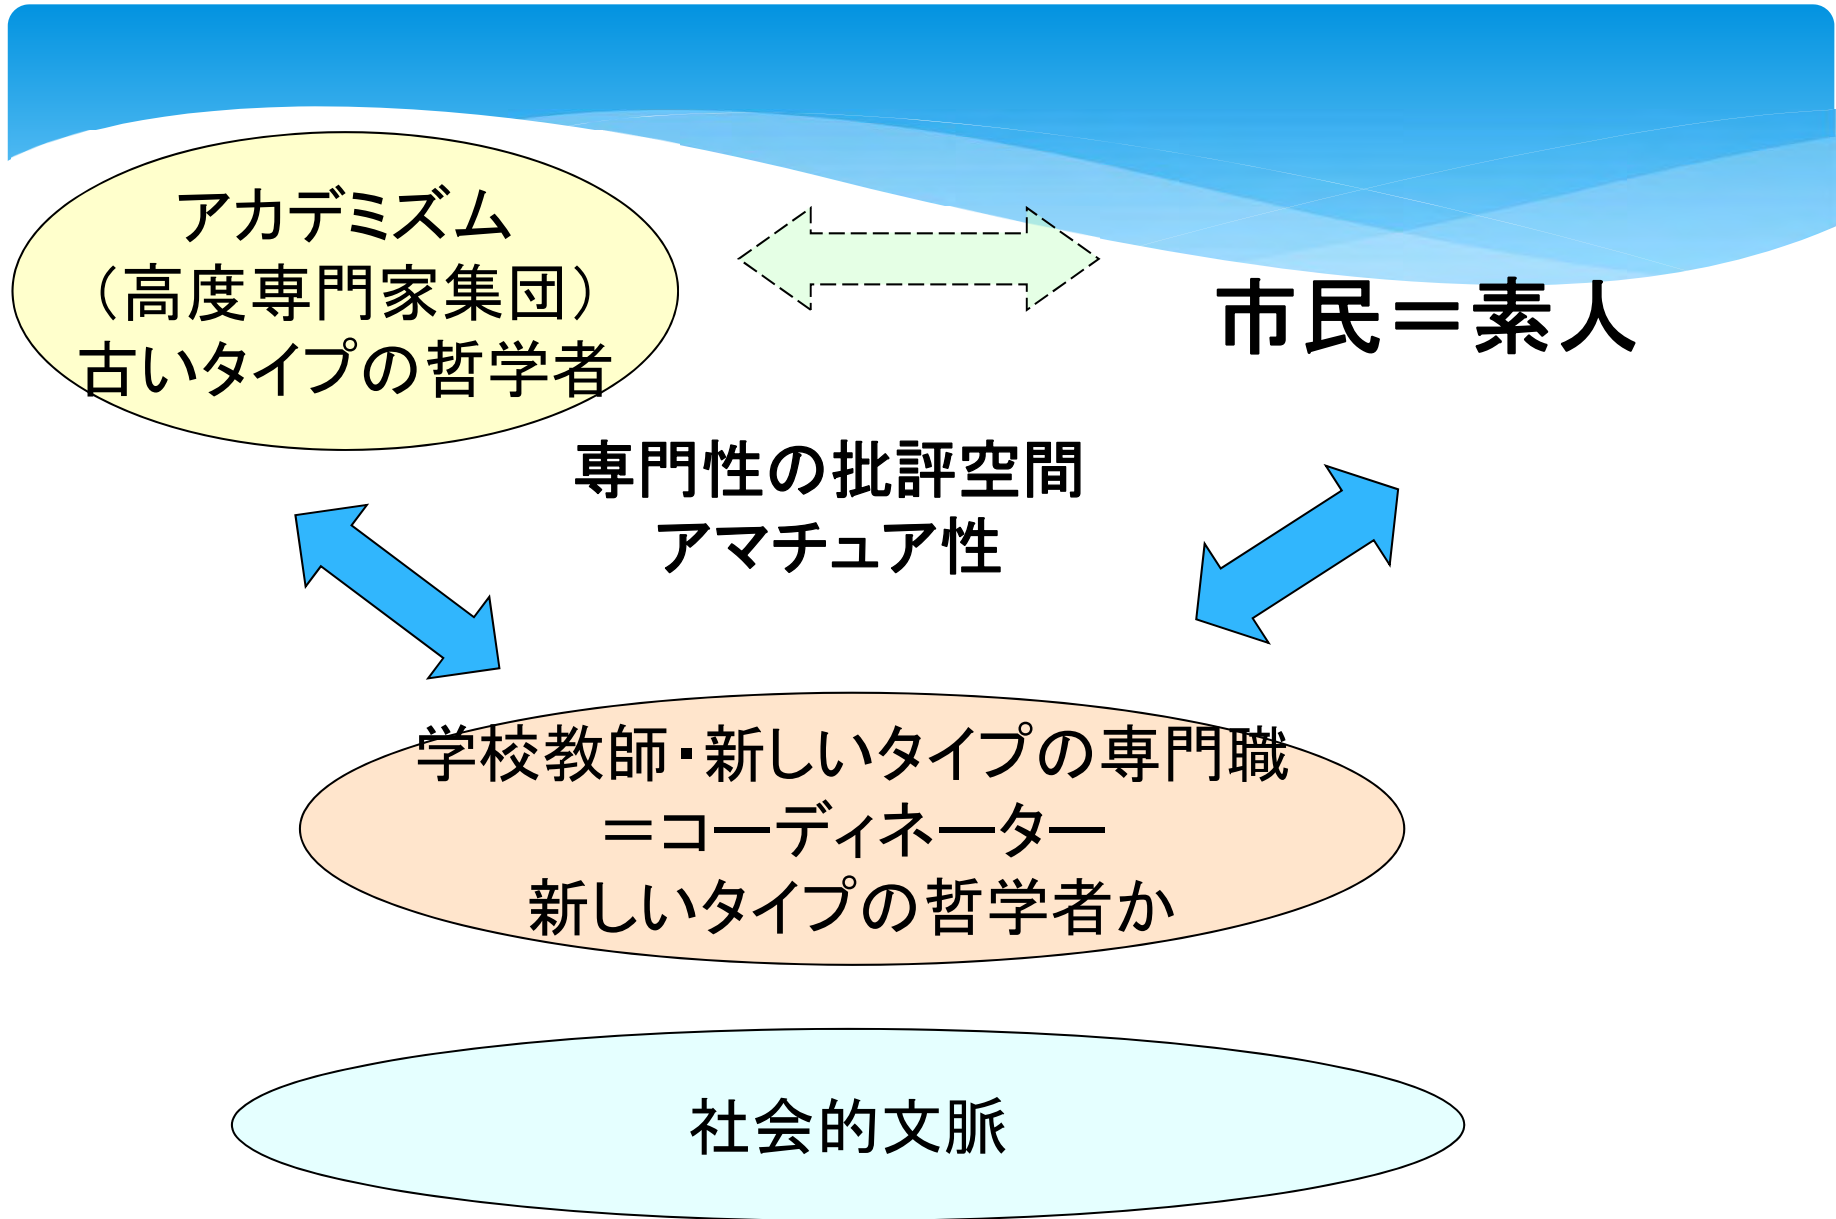 アカデミズム
（高度専門家集団）
古いタイプの哲学者
市民＝素人
専門性の批評空間
アマチュア性
学校教師・新しいタイプの専門職
＝コーディネーター
新しいタイプの哲学者か
社会的文脈